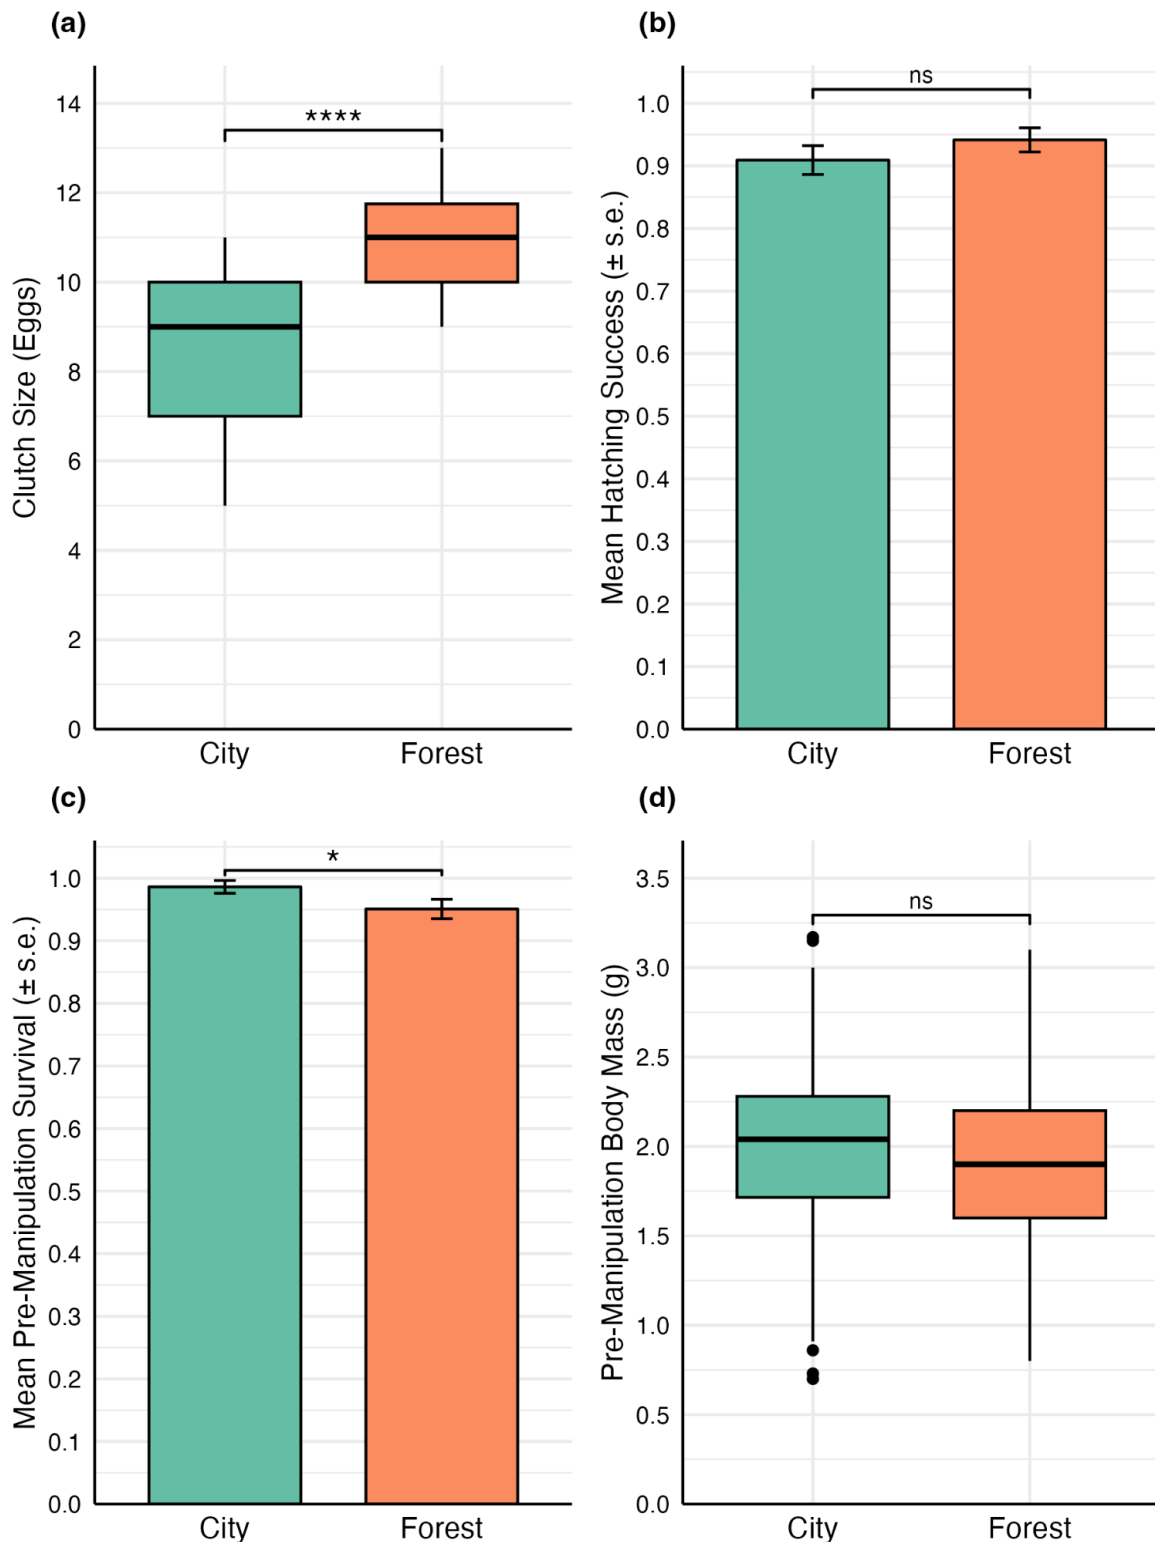 (a)
Clutch Size (Eggs)
14
12
10
8
6
4
2
0
****
City Forest
(b)
Mean Hatching Success (± s.e.)
1.0
0.9
0.8
0.7
0.6
0.5
0.4
0.3
0.2
0.1
0.0
ns
City Forest
(c)
Mean Pre-Manipulation Survival (± s.e.)
1.0
0.9
0.8
0.7
0.6
0.5
0.4
0.3
0.2
0.1
0.0
*
City Forest
(d)
Pre-Manipulation Body Mass (g)
3.5
3.0
2.5
2.0
1.5
1.0
0.5
0.0
ns
City Forest